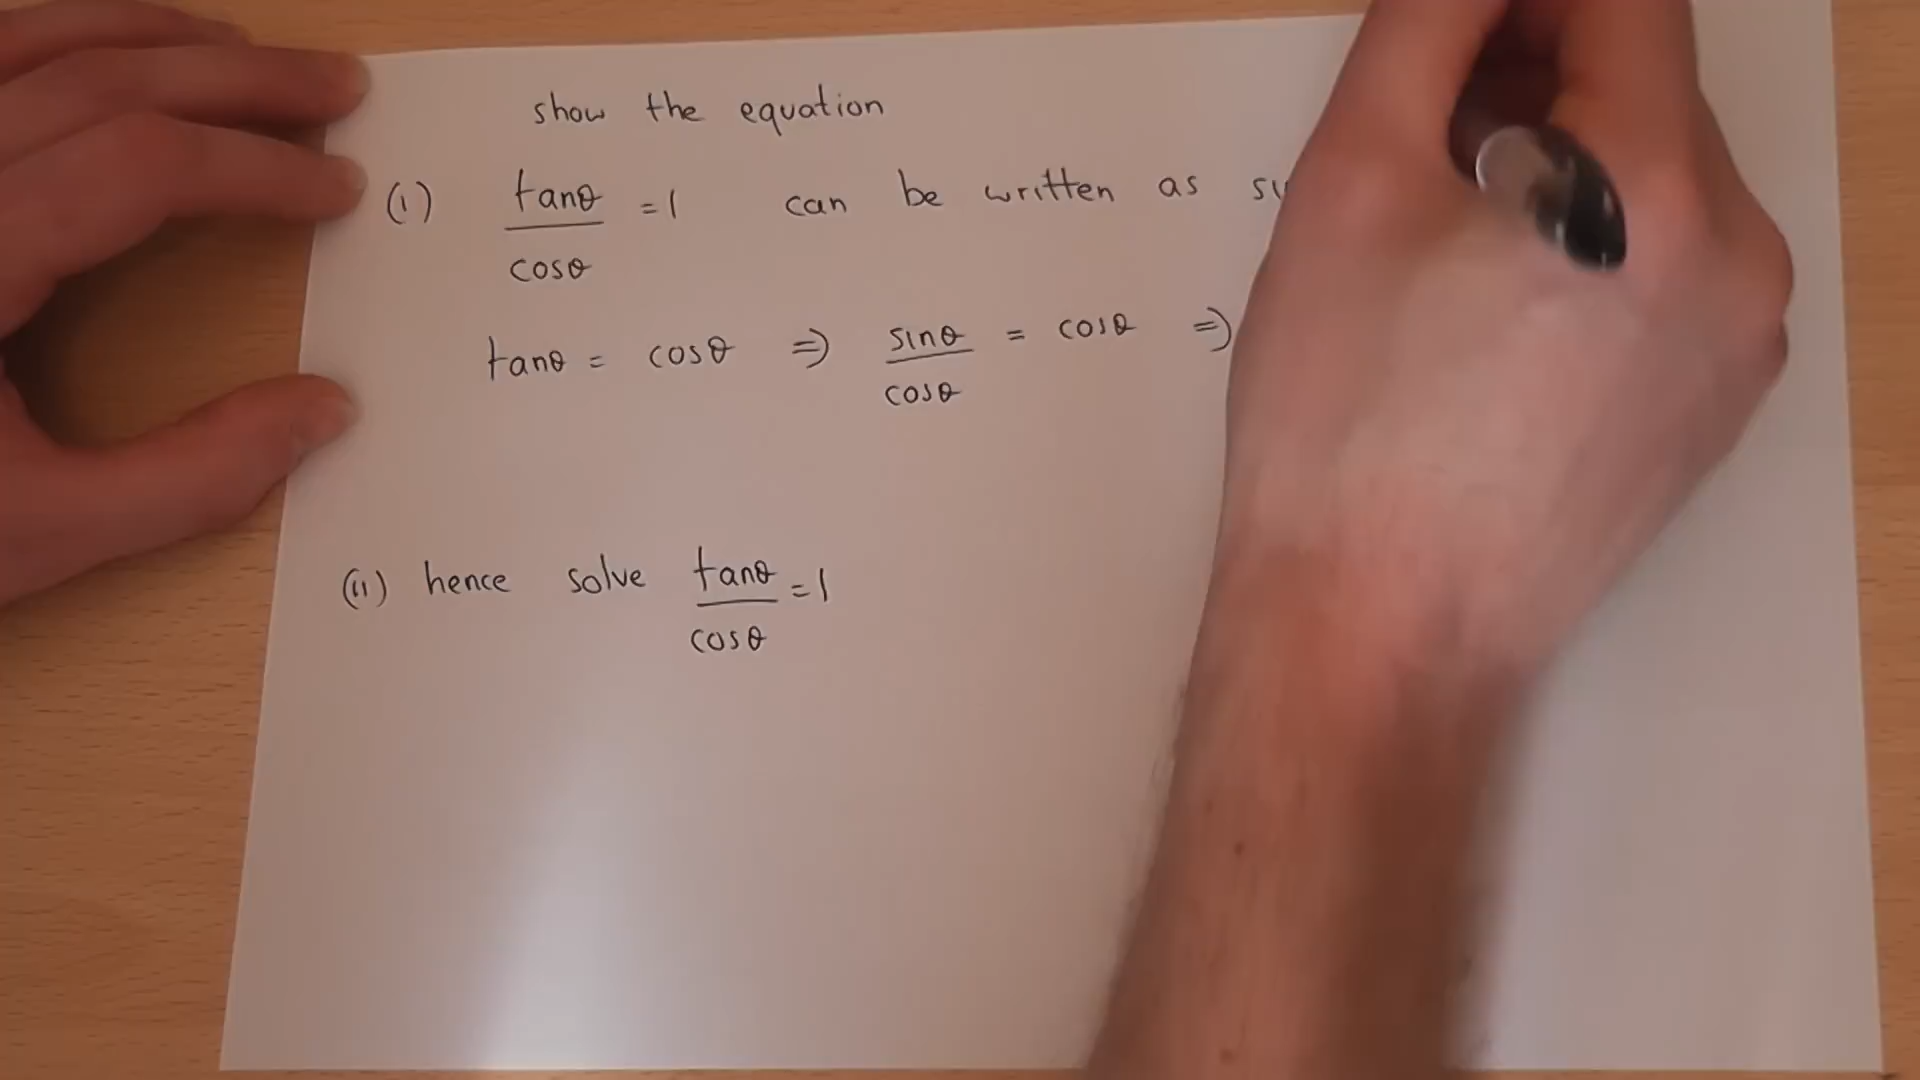 show the equation
(i) tanθ/cosθ = 1 can be written as
tanθ = cosθ ⇒ sinθ/cosθ = cosθ ⇒
(ii) hence solve tanθ/cosθ = 1